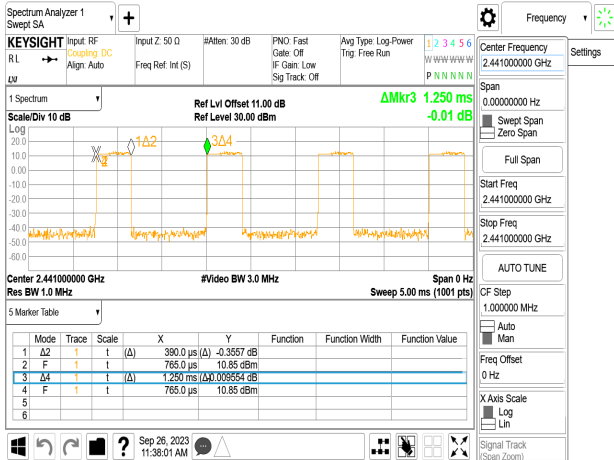 Spectrum Analyzer 1
Swept SA
Frequency
KEYSIGHT
RL
LXI
Input: RF
Coupling: DC
Align: Auto
Input Z: 50 Ω
Freq Ref: Int (S)
#Atten: 30 dB
PNO: Fast
Gate: Off
IF Gain: Low
Sig Track: Off
Avg Type: Log-Power
Trig: Free Run
1 2 3 4 5 6
W W W W W W
P N N N N N
1 Spectrum
Scale/Div 10 dB
Ref Lvl Offset 11.00 dB
Ref Level 30.00 dBm
ΔMkr3 1.250 ms
-0.01 dB
Log
20.0
10.0
0.00
-10.0
-20.0
-30.0
-40.0
-50.0
-60.0
1Δ2
3Δ4
Center 2.441000000 GHz
Res BW 1.0 MHz
#Video BW 3.0 MHz
Span 0 Hz
Sweep 5.00 ms (1001 pts)
5 Marker Table
Mode Trace Scale X Y Function Function Width Function Value
1 Δ2 1 t (Δ) 390.0 µs (Δ) -0.3557 dB
2 F 1 t 765.0 µs 10.85 dBm
3 Δ4 1 t (Δ) 1.250 ms (Δ) -0.009554 dB
4 F 1 t 765.0 µs 10.85 dBm
5
6
Sep 26, 2023
11:38:01 AM
Center Frequency
2.441000000 GHz
Settings
Span
0.00000000 Hz
Swept Span
Zero Span
Full Span
Start Freq
2.441000000 GHz
Stop Freq
2.441000000 GHz
AUTO TUNE
CF Step
1.000000 MHz
Auto
Man
Freq Offset
0 Hz
X Axis Scale
Log
Lin
Signal Track
(Span Zoom)